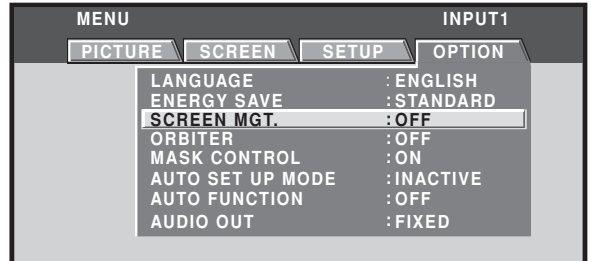 MENU INPUT1
PICTURE SCREEN SETUP OPTION
LANGUAGE :ENGLISH
ENERGY SAVE :STANDARD
SCREEN MGT. :OFF
ORBITER :OFF
MASK CONTROL :ON
AUTO SET UP MODE :INACTIVE
AUTO FUNCTION :OFF
AUDIO OUT :FIXED